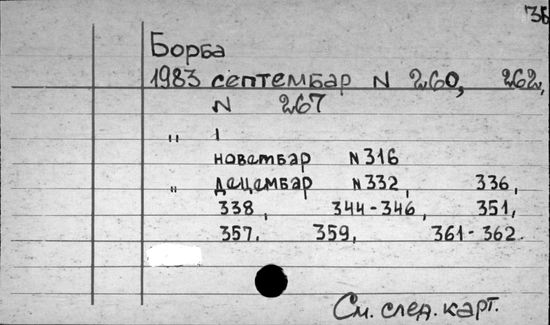 36
Борба
1983 септембар N 260, 262,
N 267
" 1
новембар N 316
" децембар N 332, 336,
338, 344-346, 351,
357, 359, 361-362.
См. след. карт.